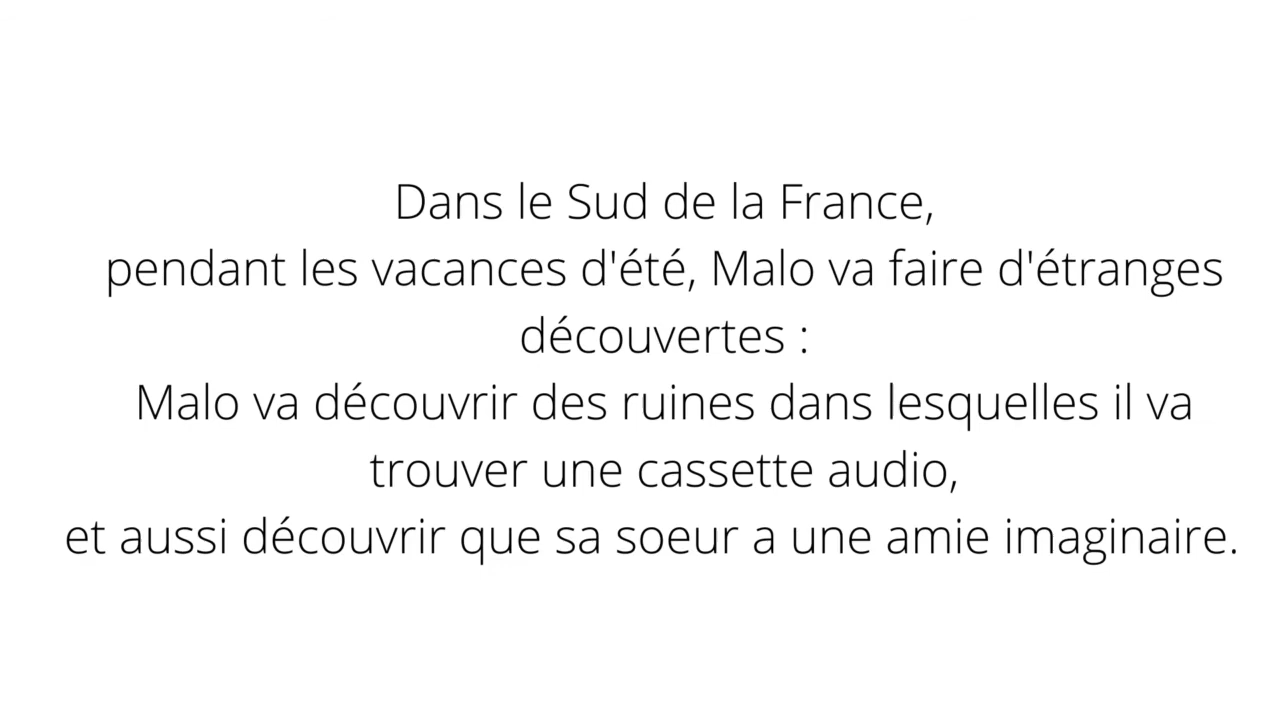 Dans le Sud de la France,
pendant les vacances d'été, Malo va faire d'étranges
découvertes :
Malo va découvrir des ruines dans lesquelles il va
trouver une cassette audio,
et aussi découvrir que sa soeur a une amie imaginaire.